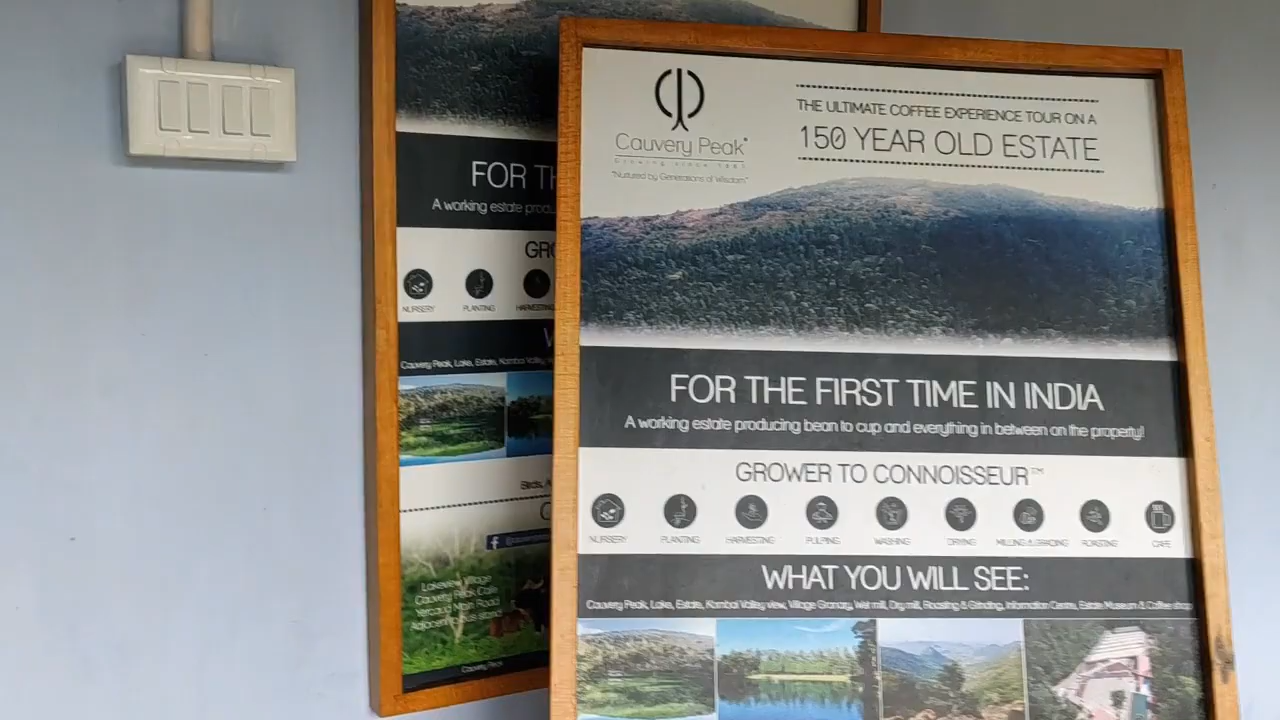 Cauvery Peak®
"Nurtured by Generations of Wisdom"
THE ULTIMATE COFFEE EXPERIENCE TOUR ON A
150 YEAR OLD ESTATE
FOR THE FIRST TIME IN INDIA
A working estate producing bean to cup and everything in between on the property!
GROWER TO CONNOISSEUR™
NURSERY
PLANTING
HARVESTING
PULPING
WASHING
DRYING
MILLING & GRADING
ROASTING
CAFE
WHAT YOU WILL SEE:
Cauvery Peak, Lake, Estate, Kambai Valley view, Village Granary, Wet mill, Dry mill, Roasting & Grinding, Information Centre, Estate Museum & Coffee shop
FOR TH
A working estate produ
GRO
NURSERY
PLANTING
HARVESTING
Cauvery Peak, Lake, Estate, Kambai Valley
Birds,
Lakeview Village
Cauvery Peak Cafe
Yercaud Main Road
Adjacent bus stand
Cauvery Peak